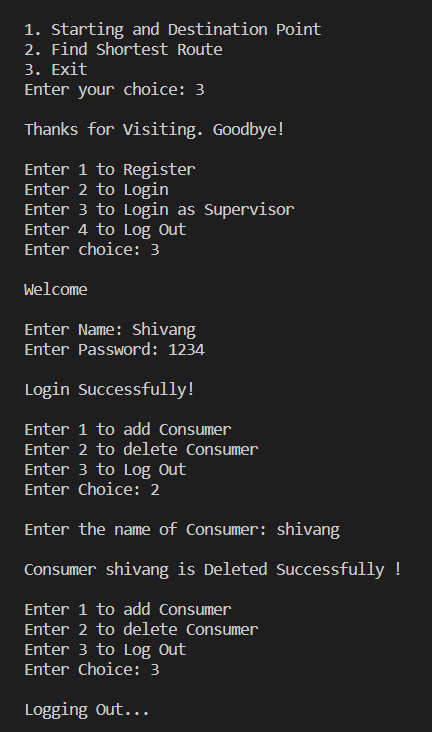 1. Starting and Destination Point
2. Find Shortest Route
3. Exit
Enter your choice: 3
Thanks for Visiting. Goodbye!
Enter 1 to Register
Enter 2 to Login
Enter 3 to Login as Supervisor
Enter 4 to Log Out
Enter choice: 3
Welcome
Enter Name: Shivang
Enter Password: 1234
Login Successfully!
Enter 1 to add Consumer
Enter 2 to delete Consumer
Enter 3 to Log Out
Enter Choice: 2
Enter the name of Consumer: shivang
Consumer shivang is Deleted Successfully !
Enter 1 to add Consumer
Enter 2 to delete Consumer
Enter 3 to Log Out
Enter Choice: 3
Logging Out...